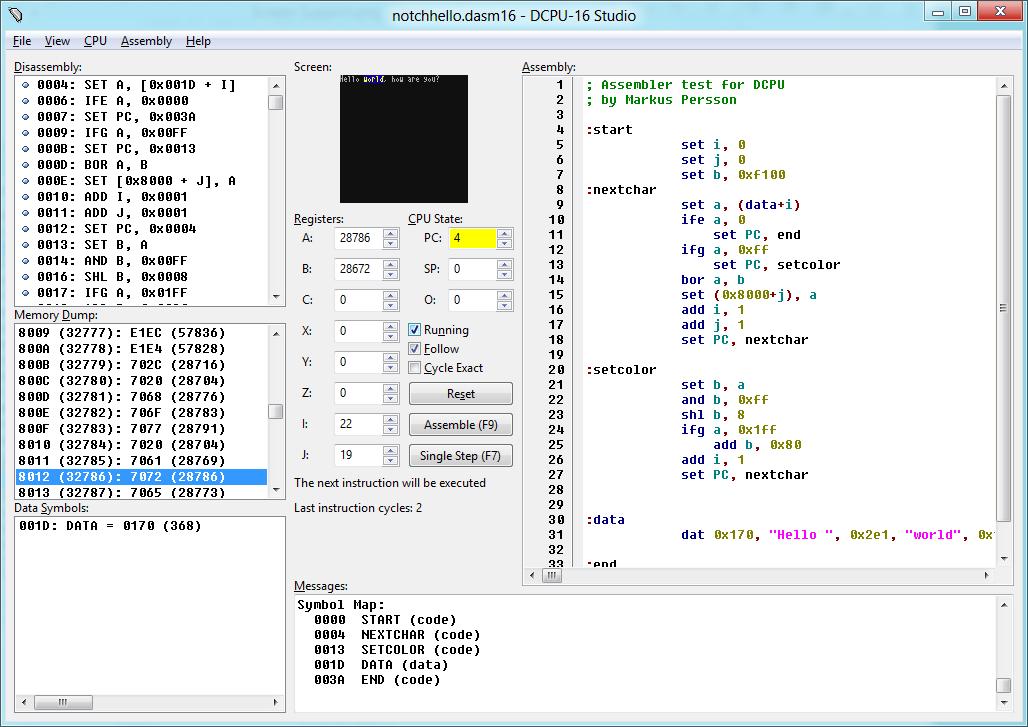 notchhello.dasm16 - DCPU-16 Studio
File View CPU Assembly Help
Disassembly:
0004: SET A, [0x001D + I]
0006: IFE A, 0x0000
0007: SET PC, 0x003A
0009: IFG A, 0x00FF
000B: SET PC, 0x0013
000D: BOR A, B
000E: SET [0x8000 + J], A
0010: ADD I, 0x0001
0011: ADD J, 0x0001
0012: SET PC, 0x0004
0013: SET B, A
0014: AND B, 0x00FF
0016: SHL B, 0x0008
0017: IFG A, 0x01FF
Memory Dump:
8009 (32777): E1EC (57836)
800A (32778): E1E4 (57828)
800B (32779): 702C (28716)
800C (32780): 7020 (28704)
800D (32781): 7068 (28776)
800E (32782): 706F (28783)
800F (32783): 7077 (28791)
8010 (32784): 7020 (28704)
8011 (32785): 7061 (28769)
8012 (32786): 7072 (28786)
8013 (32787): 7065 (28773)
Data Symbols:
001D: DATA = 0170 (368)
Screen:
Hello world, how are you?
Registers:
A: 28786
B: 28672
C: 0
X: 0
Y: 0
Z: 0
I: 22
J: 19
CPU State:
PC: 4
SP: 0
O: 0
Running
Follow
Cycle Exact
Reset
Assemble (F9)
Single Step (F7)
The next instruction will be executed
Last instruction cycles: 2
Assembly:
1 ; Assembler test for DCPU
2 ; by Markus Persson
3
4 :start
5 set i, 0
6 set j, 0
7 set b, 0xf100
8 :nextchar
9 set a, (data+i)
10 ife a, 0
11 set PC, end
12 ifg a, 0xff
13 set PC, setcolor
14 bor a, b
15 set (0x8000+j), a
16 add i, 1
17 add j, 1
18 set PC, nextchar
19
20 :setcolor
21 set b, a
22 and b, 0xff
23 shl b, 8
24 ifg a, 0x1ff
25 add b, 0x80
26 add i, 1
27 set PC, nextchar
28
29
30 :data
31 dat 0x170, "Hello ", 0x2e1, "world", 0x
32
33 :end
Messages:
Symbol Map:
0000 START (code)
0004 NEXTCHAR (code)
0013 SETCOLOR (code)
001D DATA (data)
003A END (code)